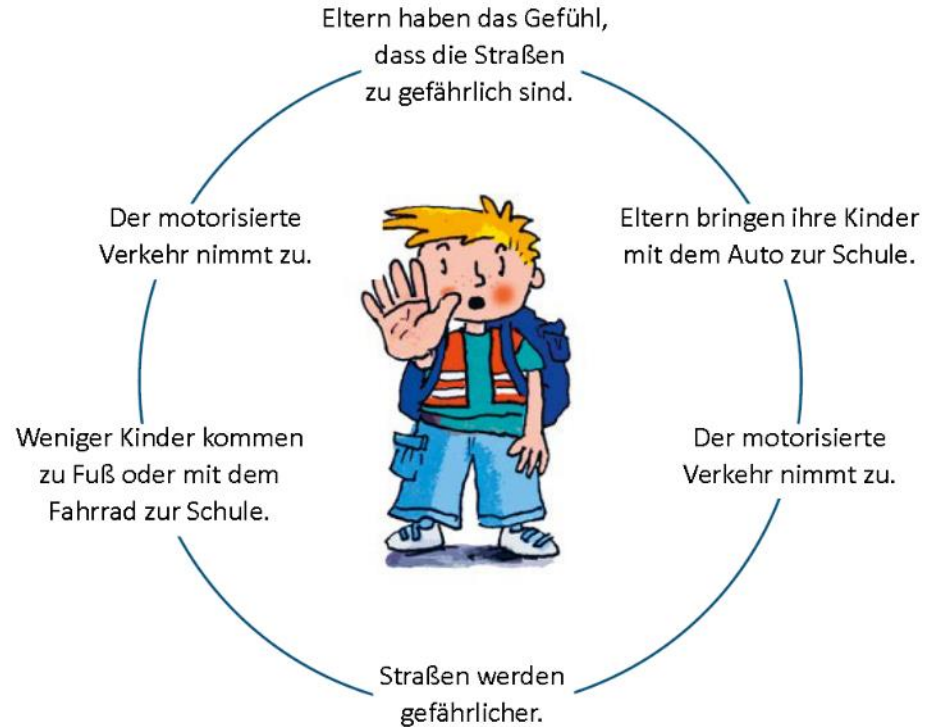 Eltern haben das Gefühl,
dass die Straßen
zu gefährlich sind.
Eltern bringen ihre Kinder
mit dem Auto zur Schule.
Der motorisierte
Verkehr nimmt zu.
Straßen werden
gefährlicher.
Weniger Kinder kommen
zu Fuß oder mit dem
Fahrrad zur Schule.
Der motorisierte
Verkehr nimmt zu.